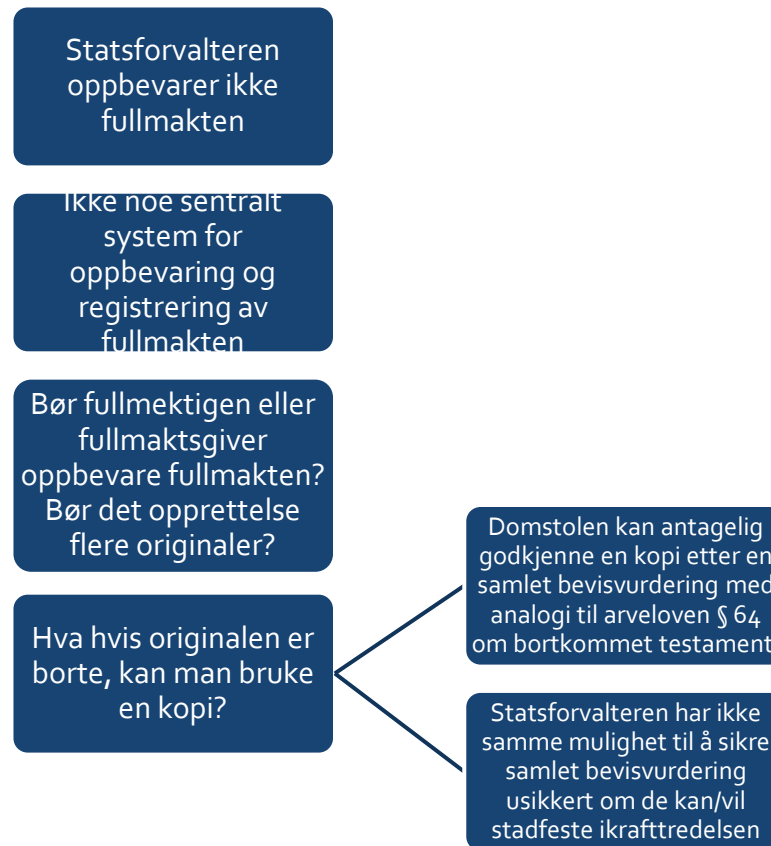 Statsforvalteren
oppbevarer ikke
fullmakten
Ikke noe sentralt
system for
oppbevaring og
registrering av
fullmakten
Bør fullmektigen eller
fullmaktsgiver
oppbevare fullmakten?
Bør det opprettelse
flere originaler?
Hva hvis originalen er
borte, kan man bruke
en kopi?
Domstolen kan antagelig
godkjenne en kopi etter en
samlet bevisvurdering med
analogi til arveloven § 64
om bortkommet testament
Statsforvalteren har ikke
samme mulighet til å sikre
samlet bevisvurdering
usikkert om de kan/vil
stadfeste ikrafttredelsen